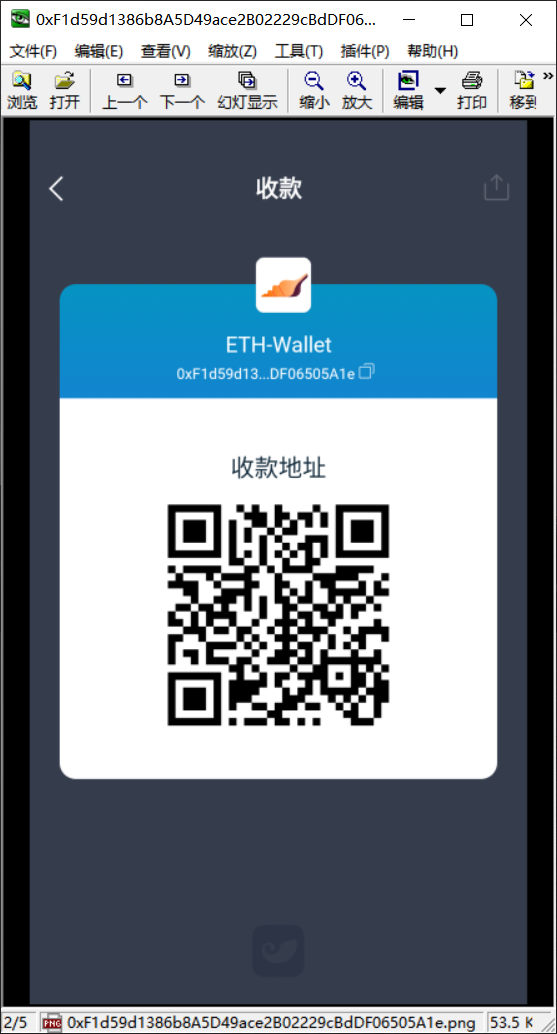 0xF1d59d1386b8A5D49ace2B02229cBdDF06...
文件(F) 编辑(E) 查看(V) 缩放(Z) 工具(T) 插件(P) 帮助(H)
浏览 打开 上一个 下一个 幻灯显示 缩小 放大 编辑 打印 移到
收款
ETH-Wallet
0xF1d59d13...DF06505A1e
收款地址
2/5 PNG 0xF1d59d1386b8A5D49ace2B02229cBdDF06505A1e.png 53.5 K